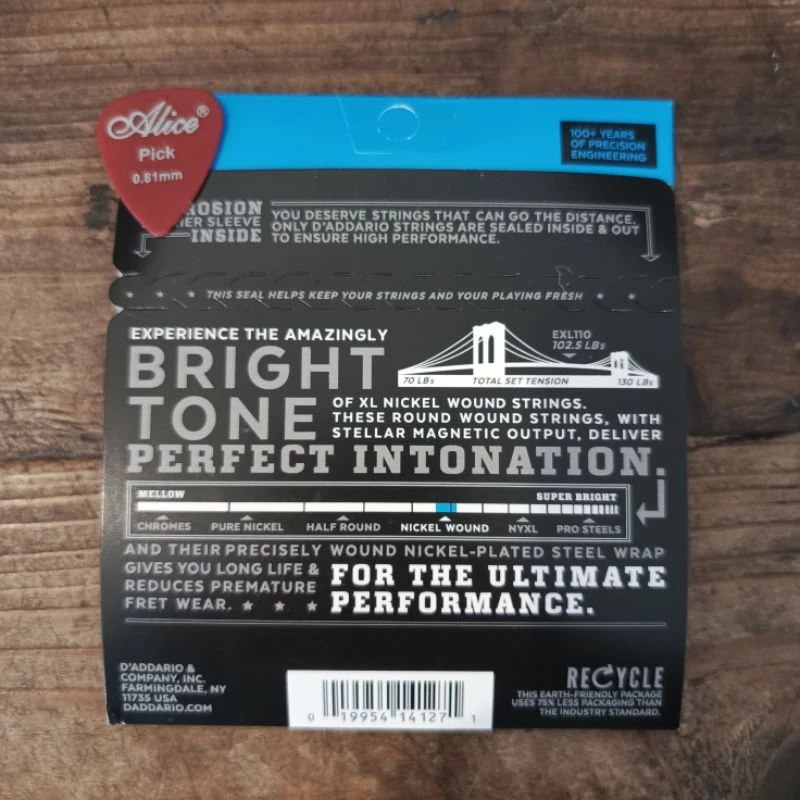 Alice®
Pick
0.81mm
100+ YEARS
OF PRECISION
ENGINEERING
ROSION
IER SLEEVE
INSIDE
YOU DESERVE STRINGS THAT CAN GO THE DISTANCE.
ONLY D'ADDARIO STRINGS ARE SEALED INSIDE & OUT
TO ENSURE HIGH PERFORMANCE.
THIS SEAL HELPS KEEP YOUR STRINGS AND YOUR PLAYING FRESH
EXPERIENCE THE AMAZINGLY
BRIGHT
TONE
EXL110
102.5 LBs
70 LBs
TOTAL SET TENSION
130 LBs
OF XL NICKEL WOUND STRINGS.
THESE ROUND WOUND STRINGS, WITH
STELLAR MAGNETIC OUTPUT, DELIVER
PERFECT INTONATION.
MELLOW
SUPER BRIGHT
CHROMES
PURE NICKEL
HALF ROUND
NICKEL WOUND
NYXL
PRO STEELS
AND THEIR PRECISELY WOUND NICKEL-PLATED STEEL WRAP
GIVES YOU LONG LIFE &
REDUCES PREMATURE
FRET WEAR.
FOR THE ULTIMATE
PERFORMANCE.
D'ADDARIO &
COMPANY, INC.
FARMINGDALE, NY
11735 USA
DADDARIO.COM
0 19954 14127 1
RECYCLE
THIS EARTH-FRIENDLY PACKAGE
USES 75% LESS PACKAGING THAN
THE INDUSTRY STANDARD.